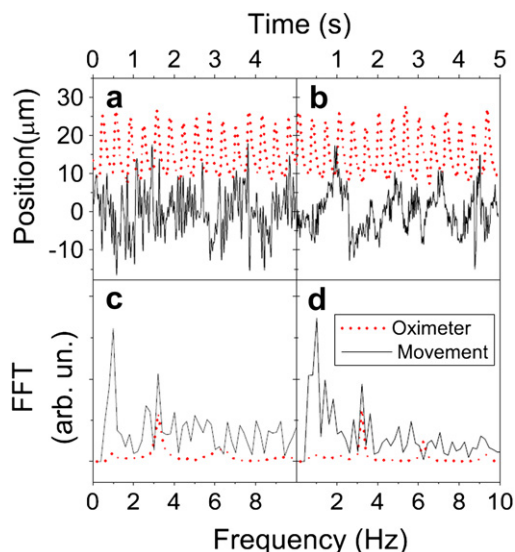 Time (s)
0 1 2 3 4 1 2 3 4 5
a b
Position(μm)
30
20
10
0
-10
c d
Oximeter
Movement
FFT
(arb. un.)
0 2 4 6 8 2 4 6 8 10
Frequency (Hz)